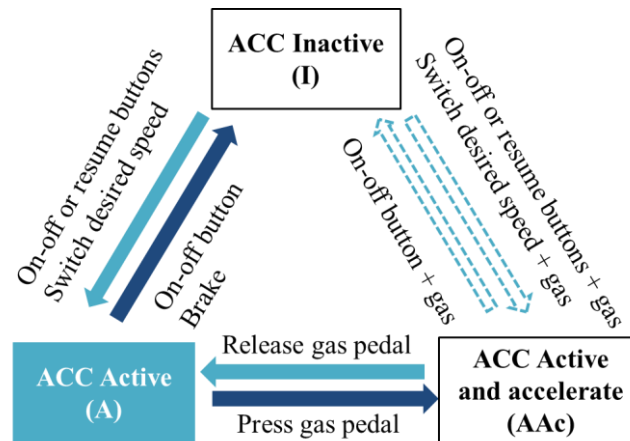 ACC Inactive
(I)
On-off or resume buttons
Switch desired speed
On-off button
Brake
On-off or resume buttons + gas
Switch desired speed + gas
On-off button + gas
ACC Active
(A)
Release gas pedal
Press gas pedal
ACC Active
and accelerate
(AAc)